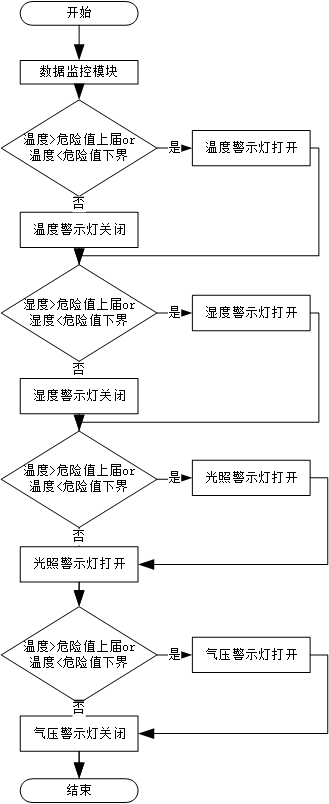 开始
数据监控模块
温度>危险值上届or
温度<危险值下界
是
温度警示灯打开
否
温度警示灯关闭
湿度>危险值上届or
湿度<危险值下界
是
湿度警示灯打开
否
湿度警示灯关闭
温度>危险值上届or
温度<危险值下界
是
光照警示灯打开
否
光照警示灯打开
温度>危险值上届or
温度<危险值下界
是
气压警示灯打开
否
气压警示灯关闭
结束